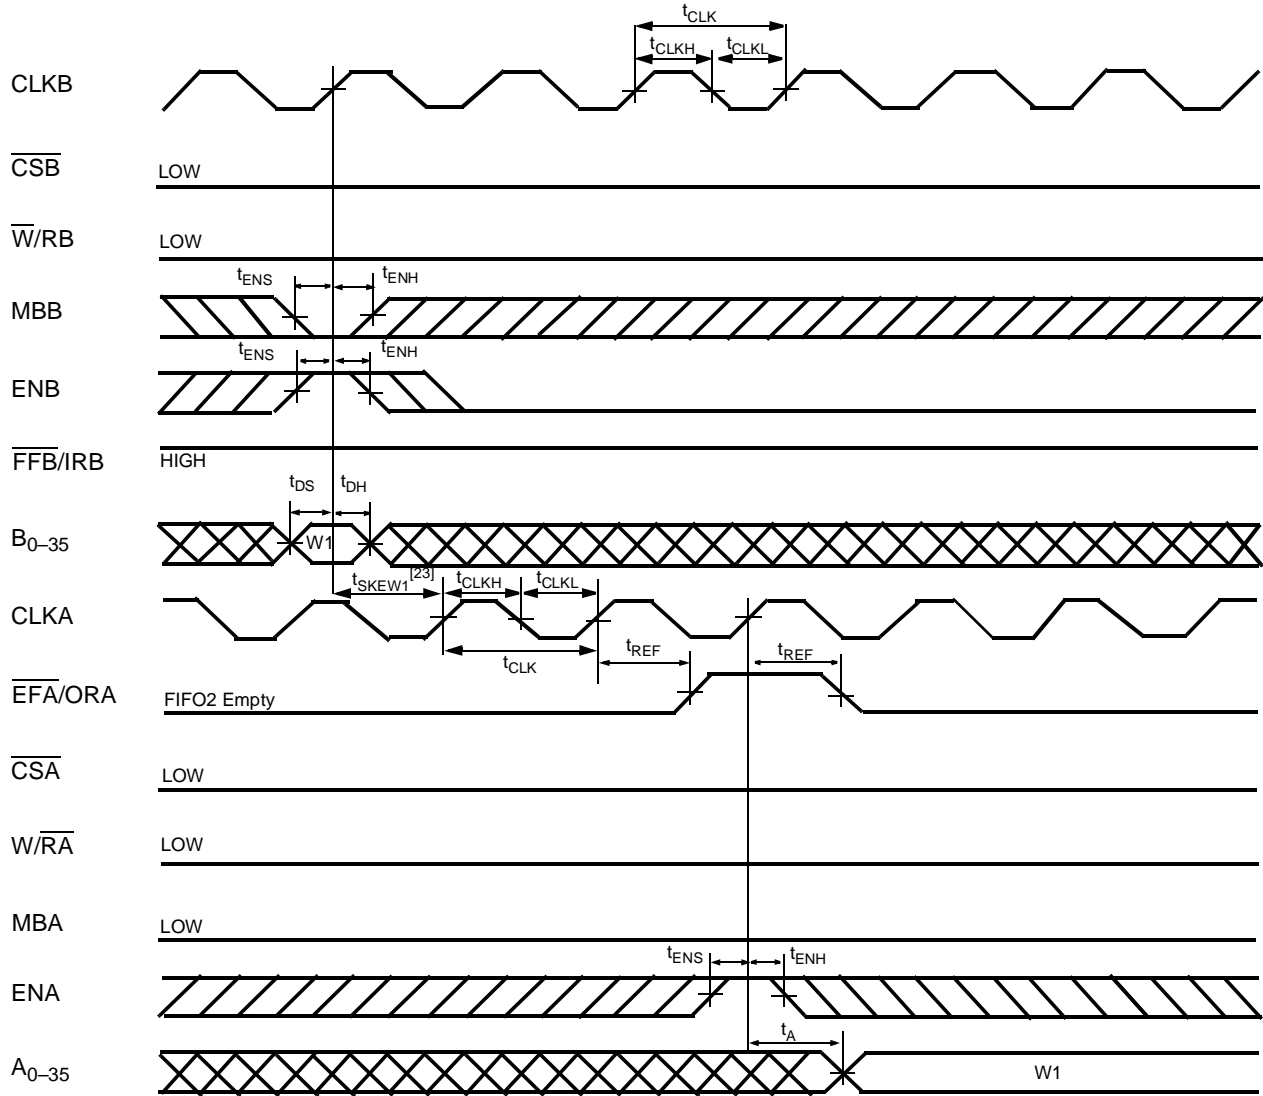 tCLK
tCLKH tCLKL
CLKB
CSB LOW
W/RB LOW
tENS tENH
MBB
tENS tENH
ENB
FFB/IRB HIGH
tDS tDH
B0–35 W1
tSKEW1[23] tCLKH tCLKL
CLKA
tCLK tREF tREF
EFA/ORA FIFO2 Empty
CSA LOW
W/RA LOW
MBA LOW
tENS tENH
ENA
tA
A0–35 W1